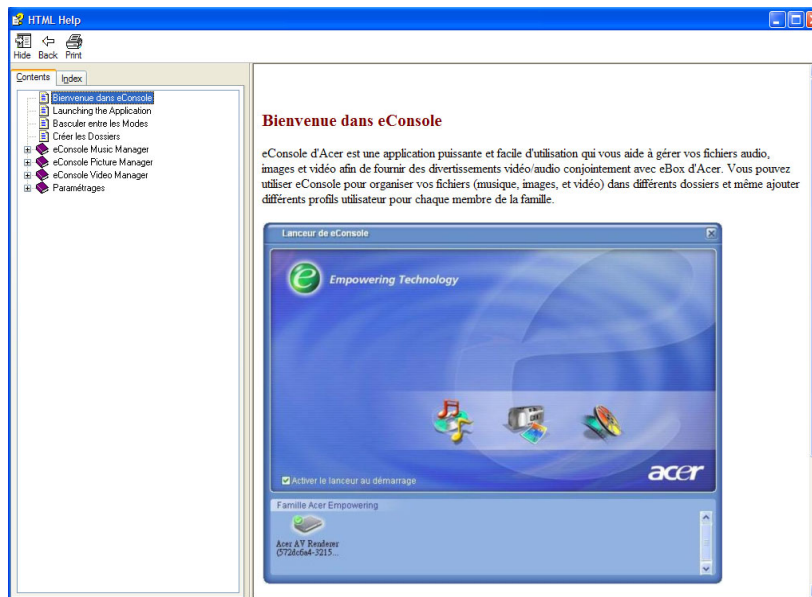 HTML Help
Hide Back Print
Contents Index
Bienvenue dans eConsole
Launching the Application
Basculer entre les Modes
Créer les Dossiers
eConsole Music Manager
eConsole Picture Manager
eConsole Video Manager
Paramétrages
Bienvenue dans eConsole
eConsole d'Acer est une application puissante et facile d'utilisation qui vous aide à gérer vos fichiers audio,
images et vidéo afin de fournir des divertissements vidéo/audio conjointement avec eBox d'Acer. Vous pouvez
utiliser eConsole pour organiser vos fichiers (musique, images, et vidéo) dans différents dossiers et même ajouter
différents profils utilisateur pour chaque membre de la famille.
Lanceur de eConsole
e Empowering Technology
Activer le lanceur au démarrage
acer
Famille Acer Empowering
Acer AV Renderer
(572dc6a4-3215...